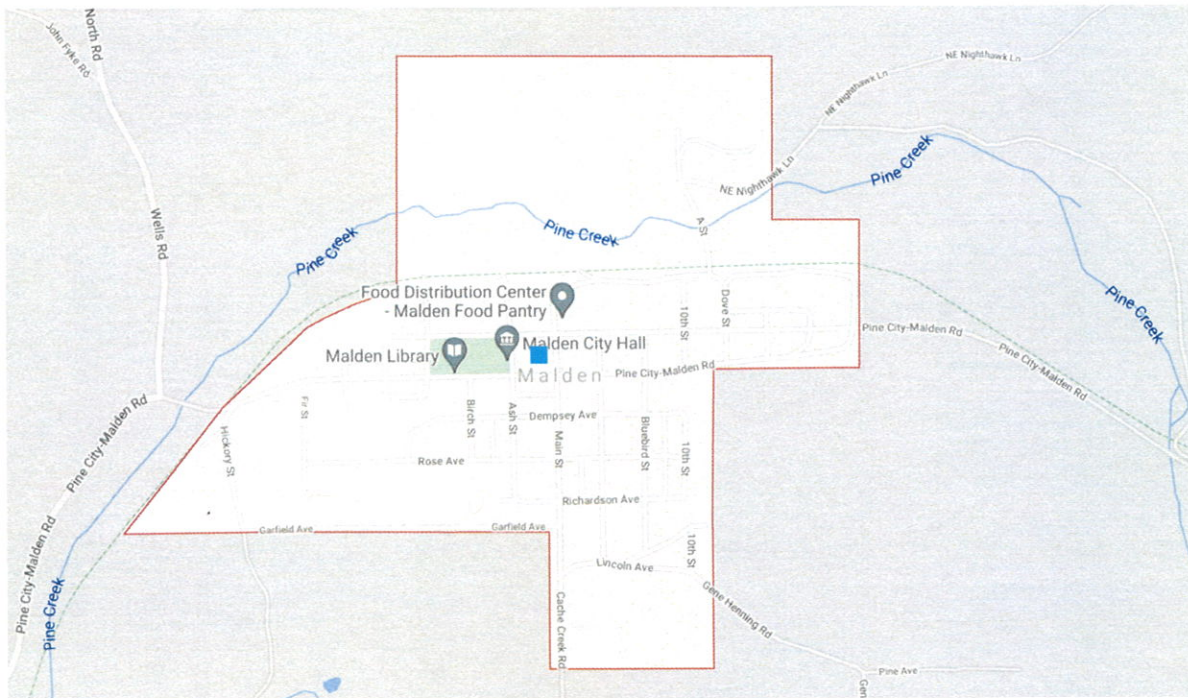 North Rd
John Fyke Rd
NE Nighthawk Ln
NE Nighthawk Ln
NE Nighthawk Ln
Pine Creek
Wells Rd
A St
Pine Creek
Pine Creek
Food Distribution Center
- Malden Food Pantry
10th St
Dove St
Pine Creek
Malden City Hall
Malden Library
Pine City-Malden Rd
Pine City-Malden Rd
Malden
Pine City-Malden Rd
Pine City-Malden Rd
Fir St
Birch St
Ash St
Dempsey Ave
Hickory St
Main St
Bluebird St
10th St
Rose Ave
Richardson Ave
Garfield Ave
Garfield Ave
10th St
Lincoln Ave
Pine City-Malden Rd
Pine Creek
Cache Creek Rd
Gene Henning Rd
Pine Ave
Gen